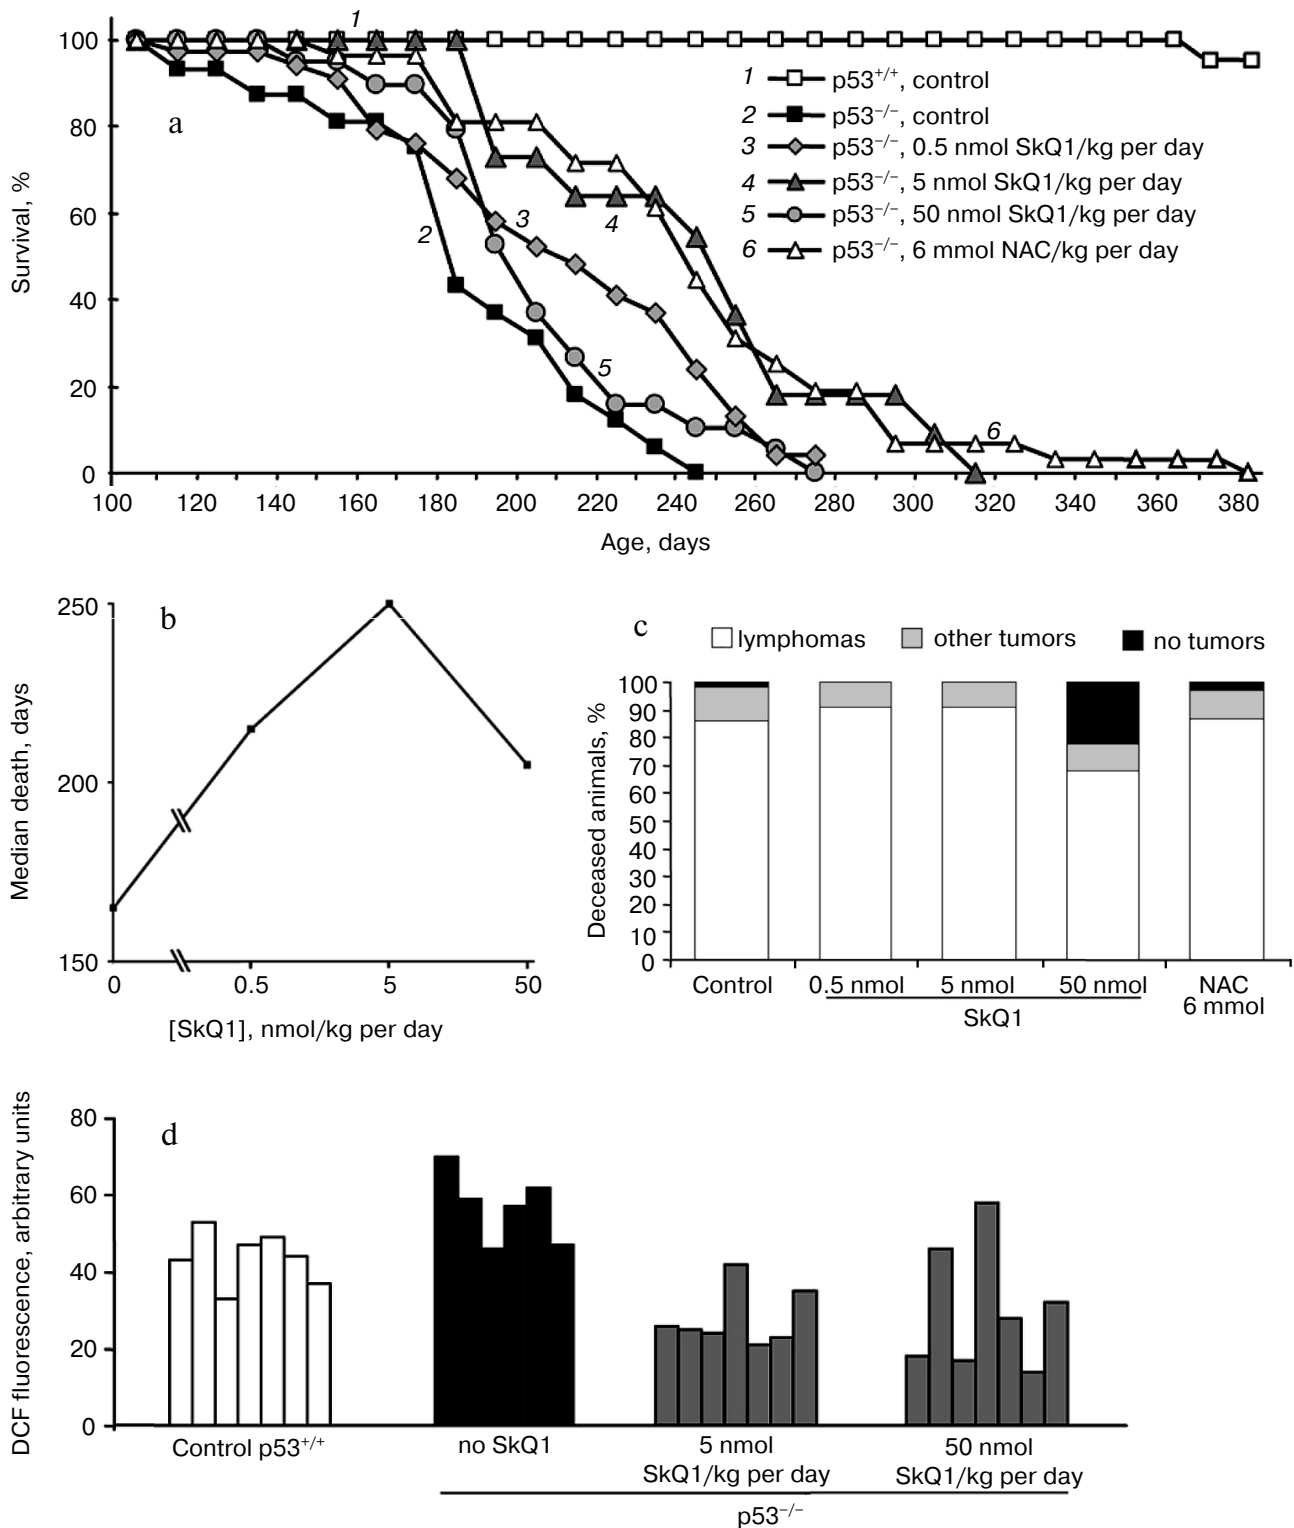 a
Survival, %
100
80
60
40
20
0
1
2
3
4
5
6
1 p53+/+, control
2 p53−/−, control
3 p53−/−, 0.5 nmol SkQ1/kg per day
4 p53−/−, 5 nmol SkQ1/kg per day
5 p53−/−, 50 nmol SkQ1/kg per day
6 p53−/−, 6 mmol NAC/kg per day
100 120 140 160 180 200 220 240 260 280 300 320 340 360 380
Age, days
b
Median death, days
250
200
150
0 0.5 5 50
[SkQ1], nmol/kg per day
c
lymphomas other tumors no tumors
Deceased animals, %
100
90
80
70
60
50
40
30
20
10
0
Control 0.5 nmol 5 nmol 50 nmol NAC
6 mmol
SkQ1
d
DCF fluorescence, arbitrary units
80
60
40
20
0
Control p53+/+ no SkQ1 5 nmol 50 nmol
SkQ1/kg per day SkQ1/kg per day
p53−/−